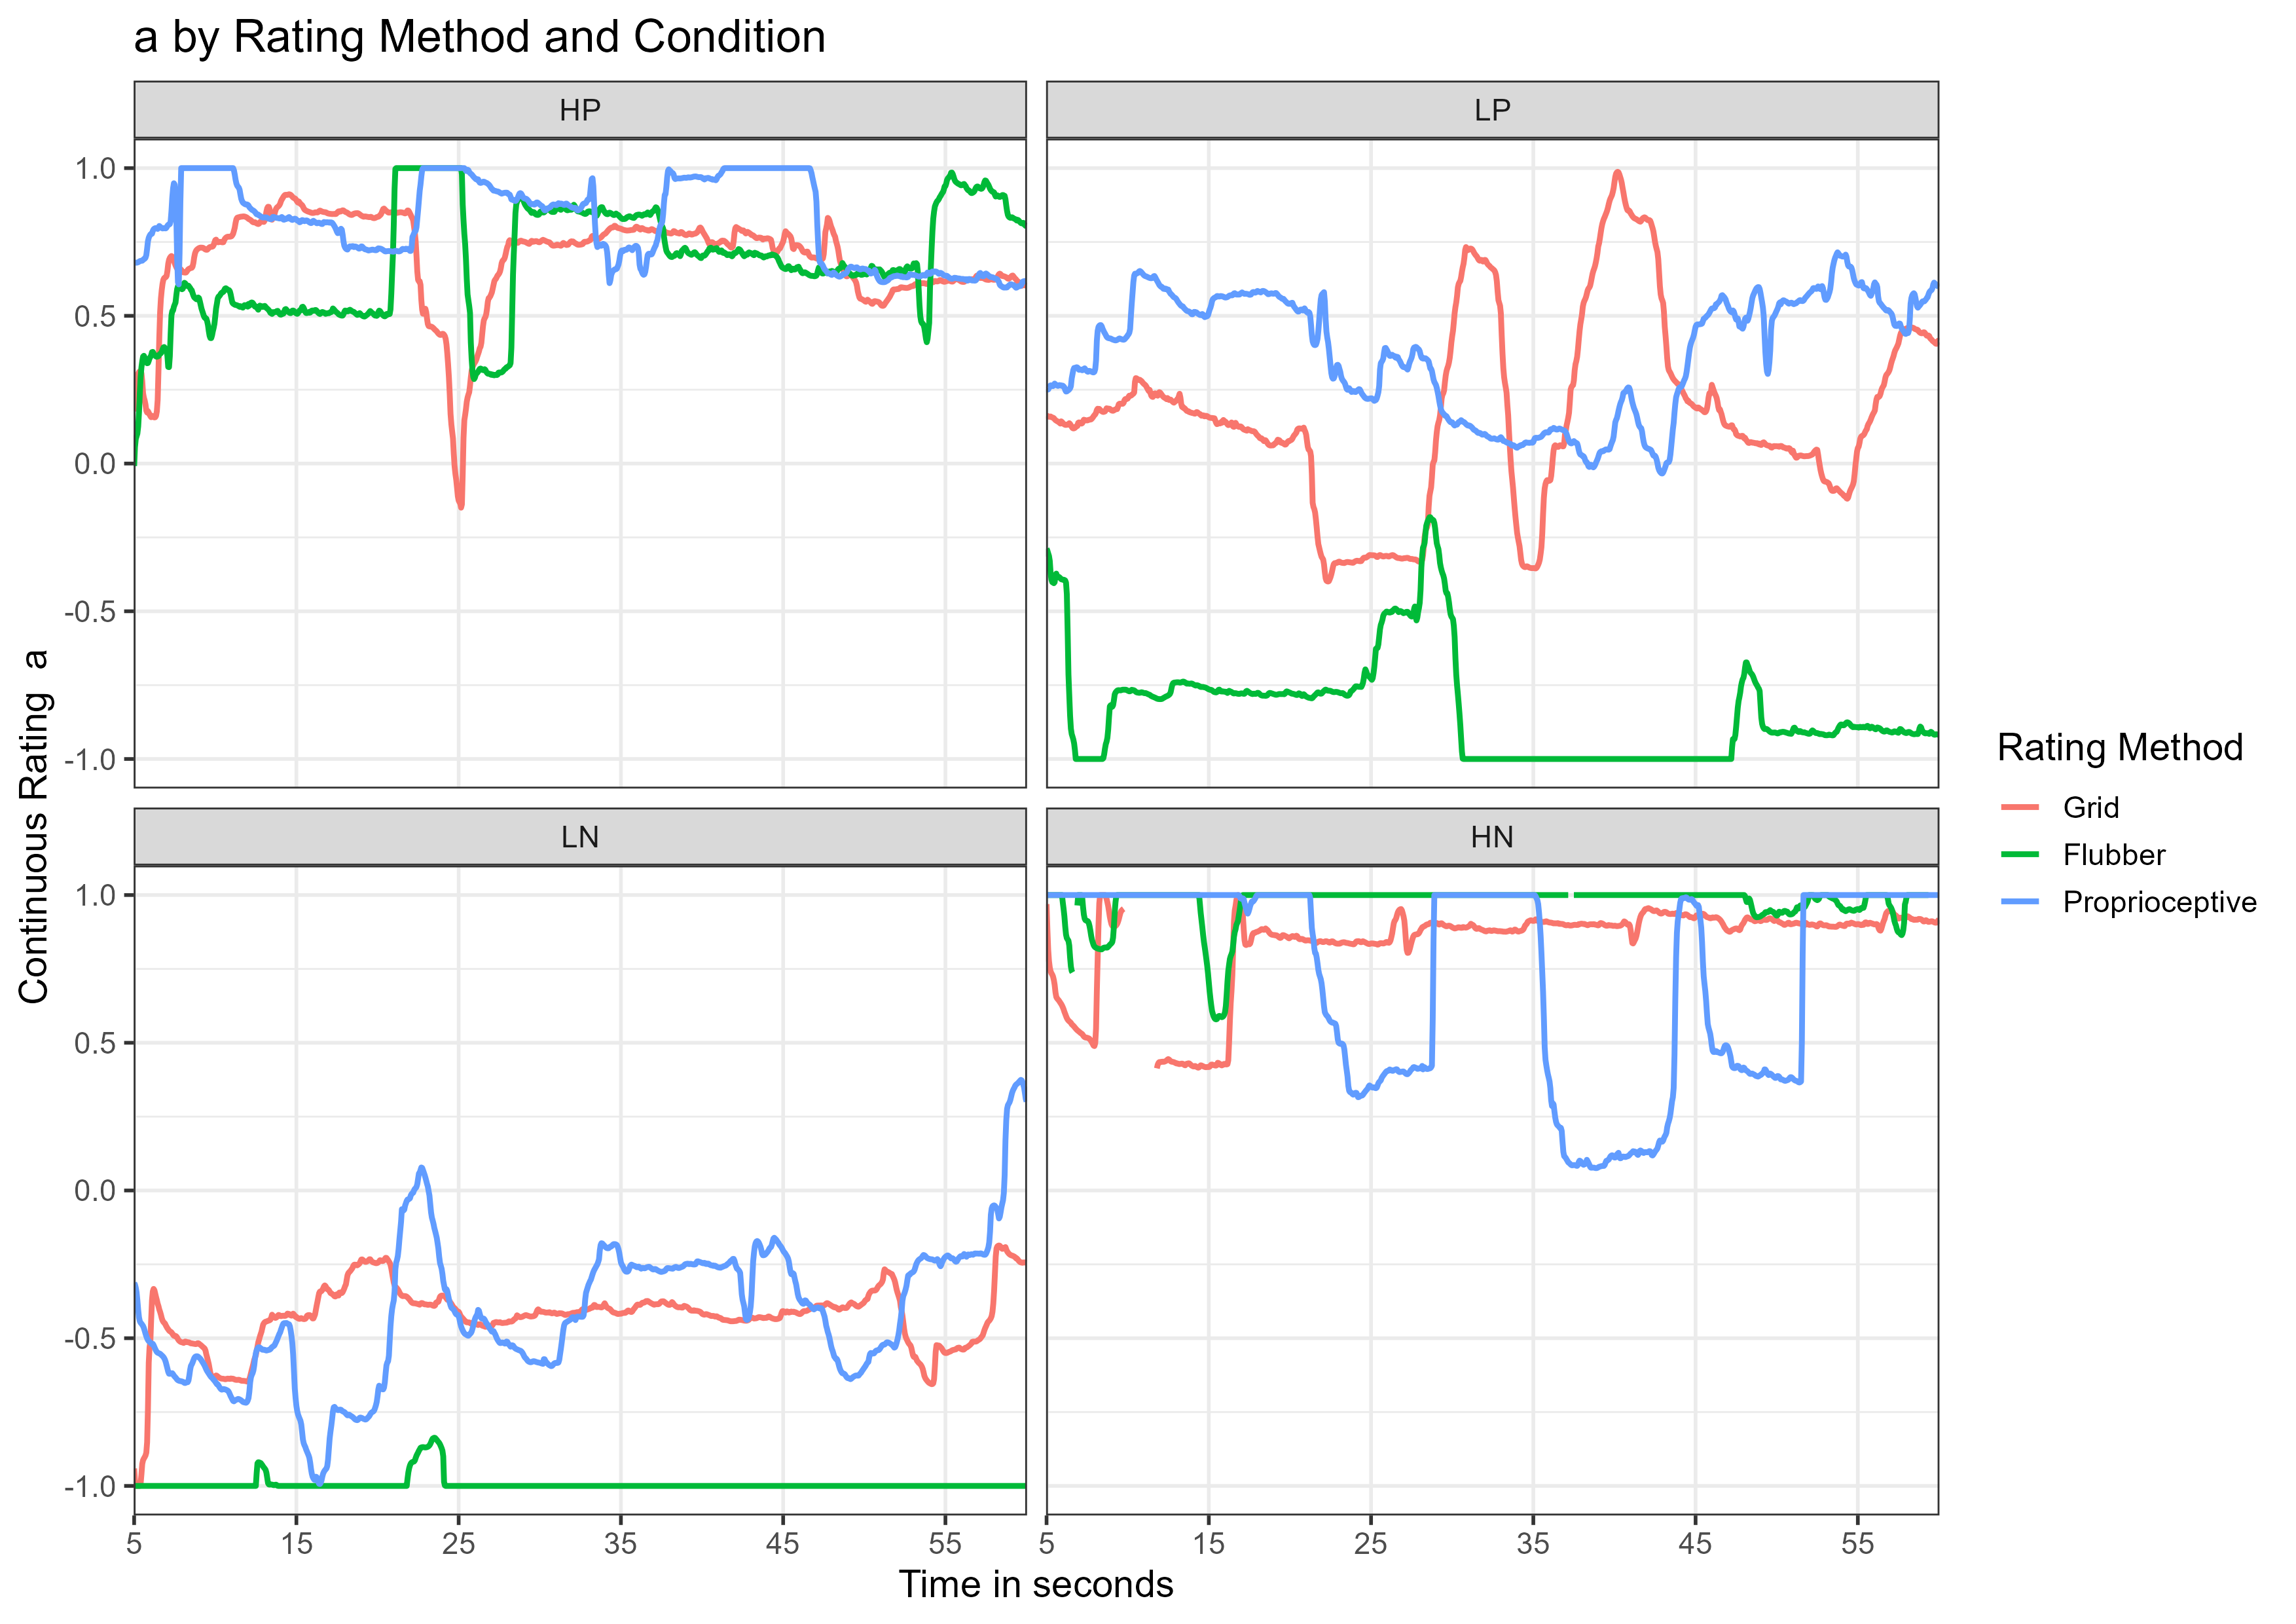 a by Rating Method and Condition
HP
LP
1.0
0.5
0.0
-0.5
-1.0
LN
HN
1.0
0.5
0.0
-0.5
-1.0
5 15 25 35 45 55
5 15 25 35 45 55
Time in seconds
Continuous Rating a
Rating Method
Grid
Flubber
Proprioceptive